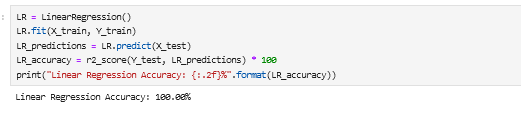 LR = LinearRegression()
LR.fit(X_train, Y_train)
LR_predictions = LR.predict(X_test)
LR_accuracy = r2_score(Y_test, LR_predictions) * 100
print("Linear Regression Accuracy: {:.2f}%".format(LR_accuracy))
Linear Regression Accuracy: 100.00%